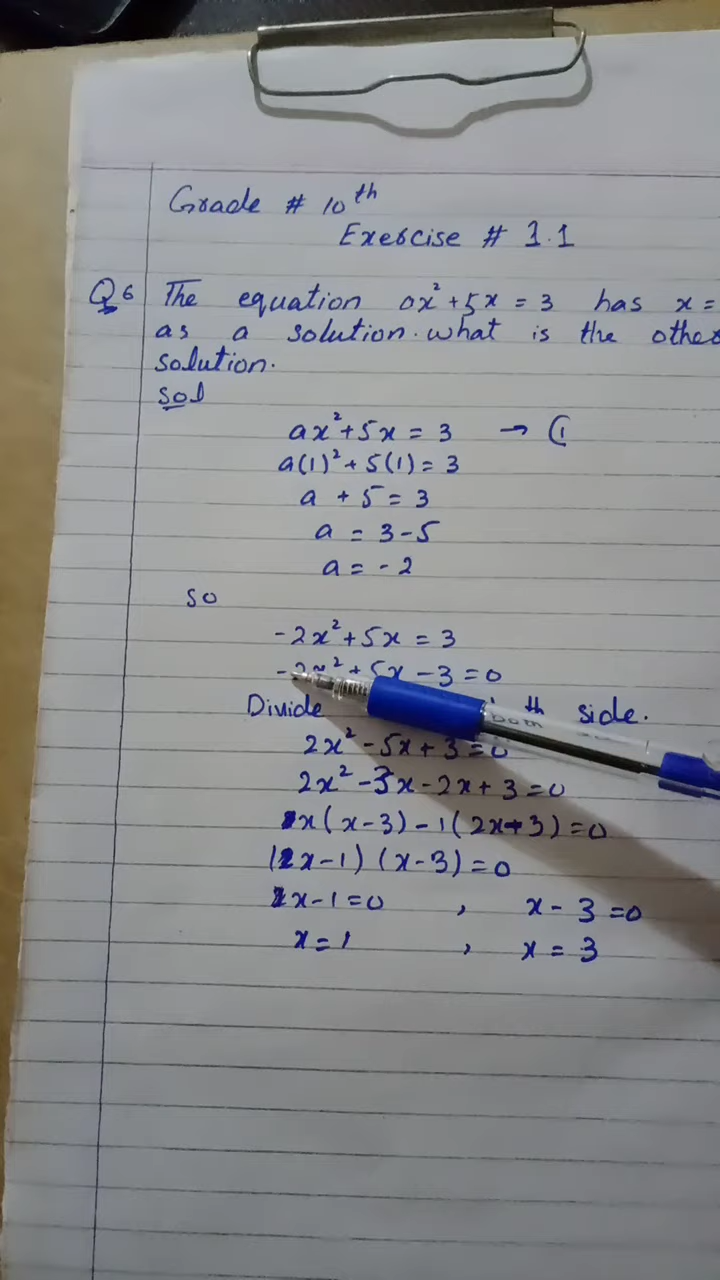 Grade # 10th
Exercise # 1.1
Q6 The equation ax²+5x = 3 has x =
as a solution. what is the other
solution.
Sol
ax²+5x = 3 → (1
a(1)²+5(1) = 3
a + 5 = 3
a = 3-5
a = -2
so
-2x²+5x = 3
-2x²+5x-3=0
Divide both side.
2x²-5x+3=0
2x²-3x-2x+3=0
x(x-3)-1(2x+3)=0
(2x-1) (x-3)=0
x-1=0 , x-3=0
x=1 , x=3